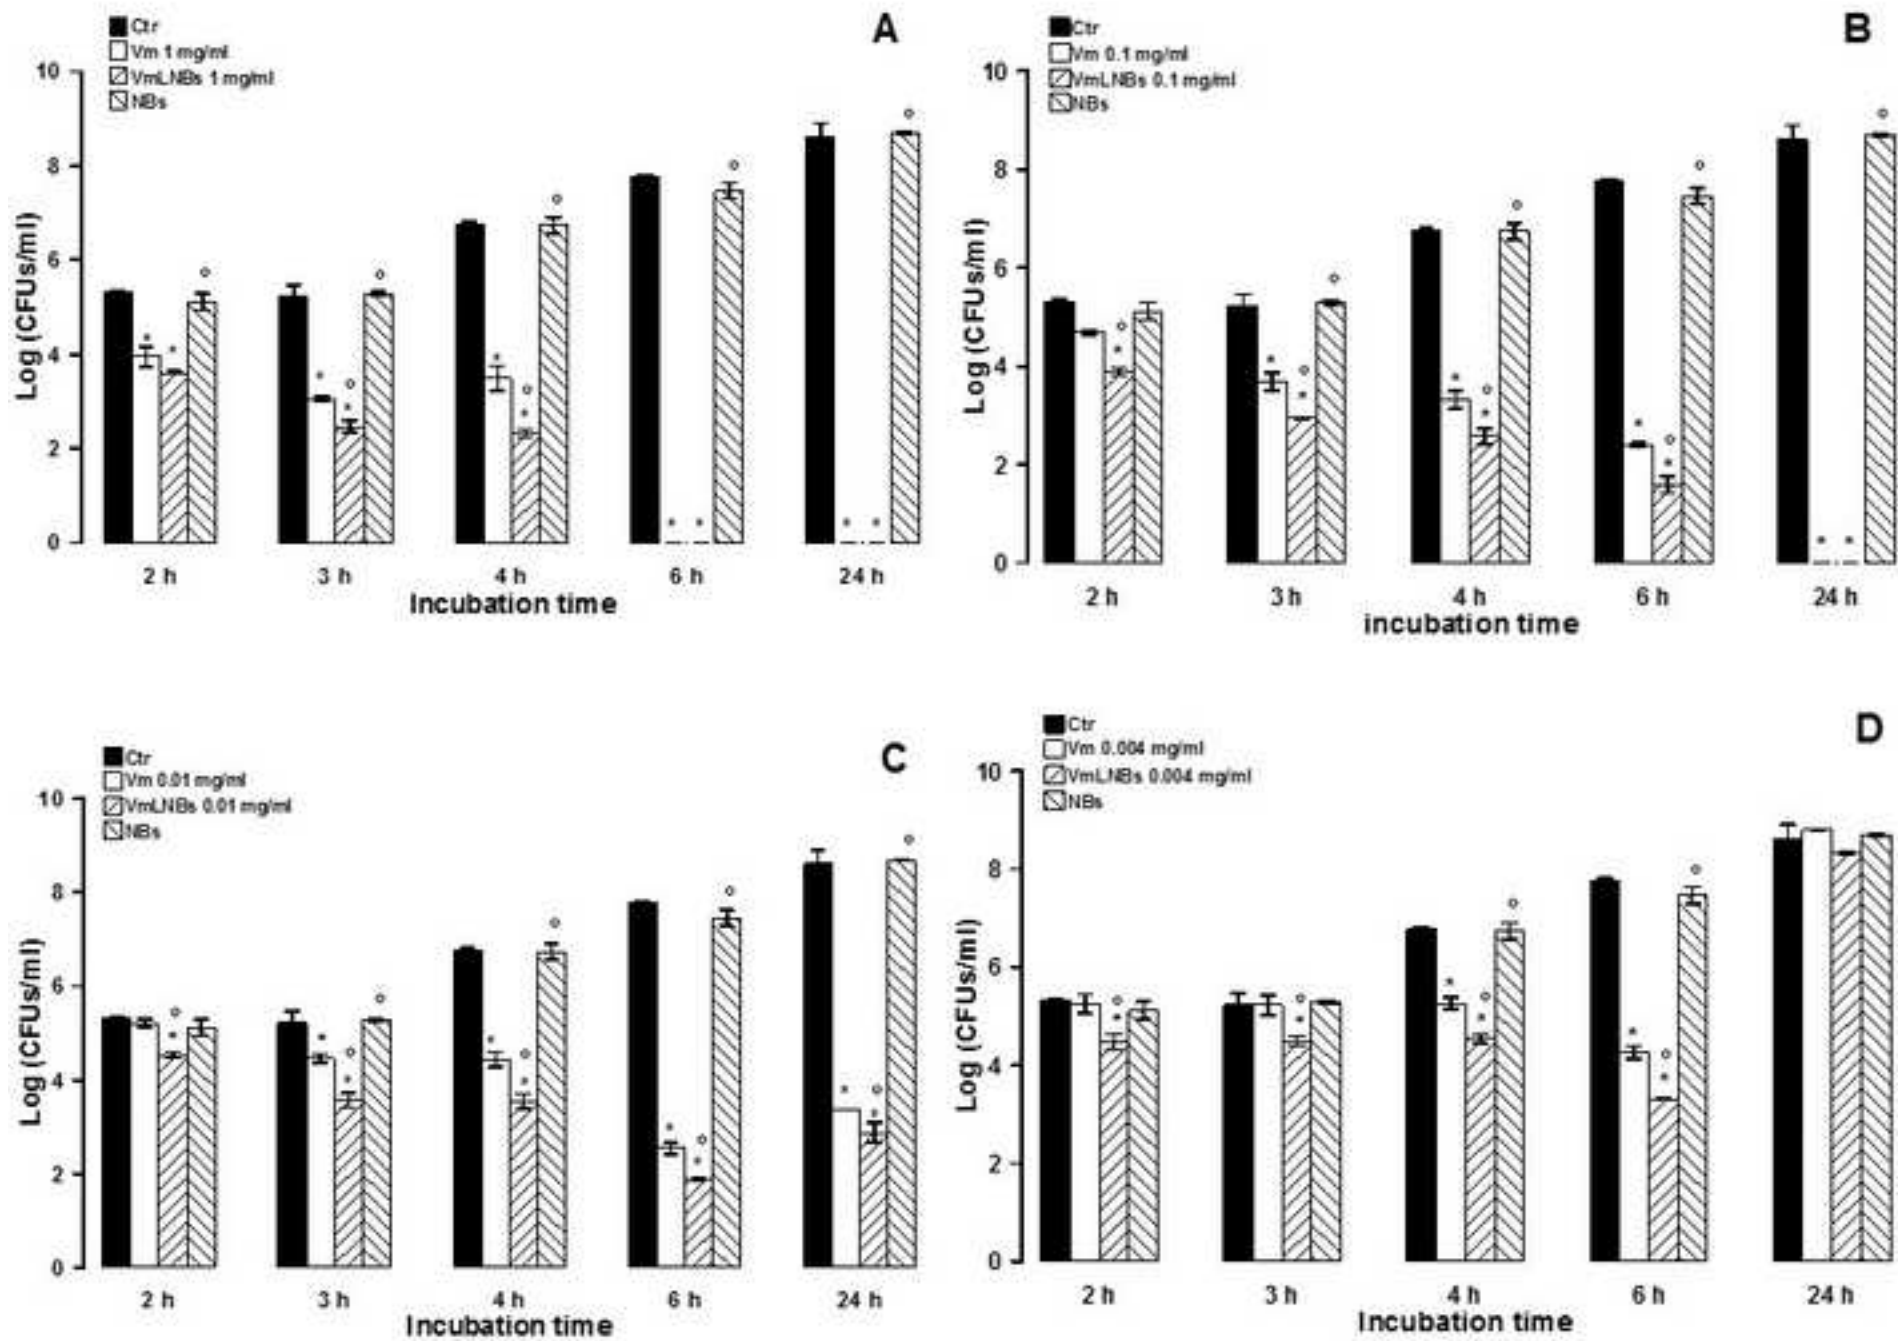 A
Ctr
Vm 1 mg/ml
VmLNBs 1 mg/ml
NBs
10
8
6
4
2
0
Log (CFUs/ml)
2 h 3 h 4 h 6 h 24 h
Incubation time
B
Ctr
Vm 0.1 mg/ml
VmLNBs 0.1 mg/ml
NBs
10
8
6
4
2
0
Log (CFUs/ml)
2 h 3 h 4 h 6 h 24 h
incubation time
C
Ctr
Vm 0.01 mg/ml
VmLNBs 0.01 mg/ml
NBs
10
8
6
4
2
0
Log (CFUs/ml)
2 h 3 h 4 h 6 h 24 h
Incubation time
D
Ctr
Vm 0.004 mg/ml
VmLNBs 0.004 mg/ml
NBs
10
8
6
4
2
0
Log (CFUs/ml)
2 h 3 h 4 h 6 h 24 h
Incubation time